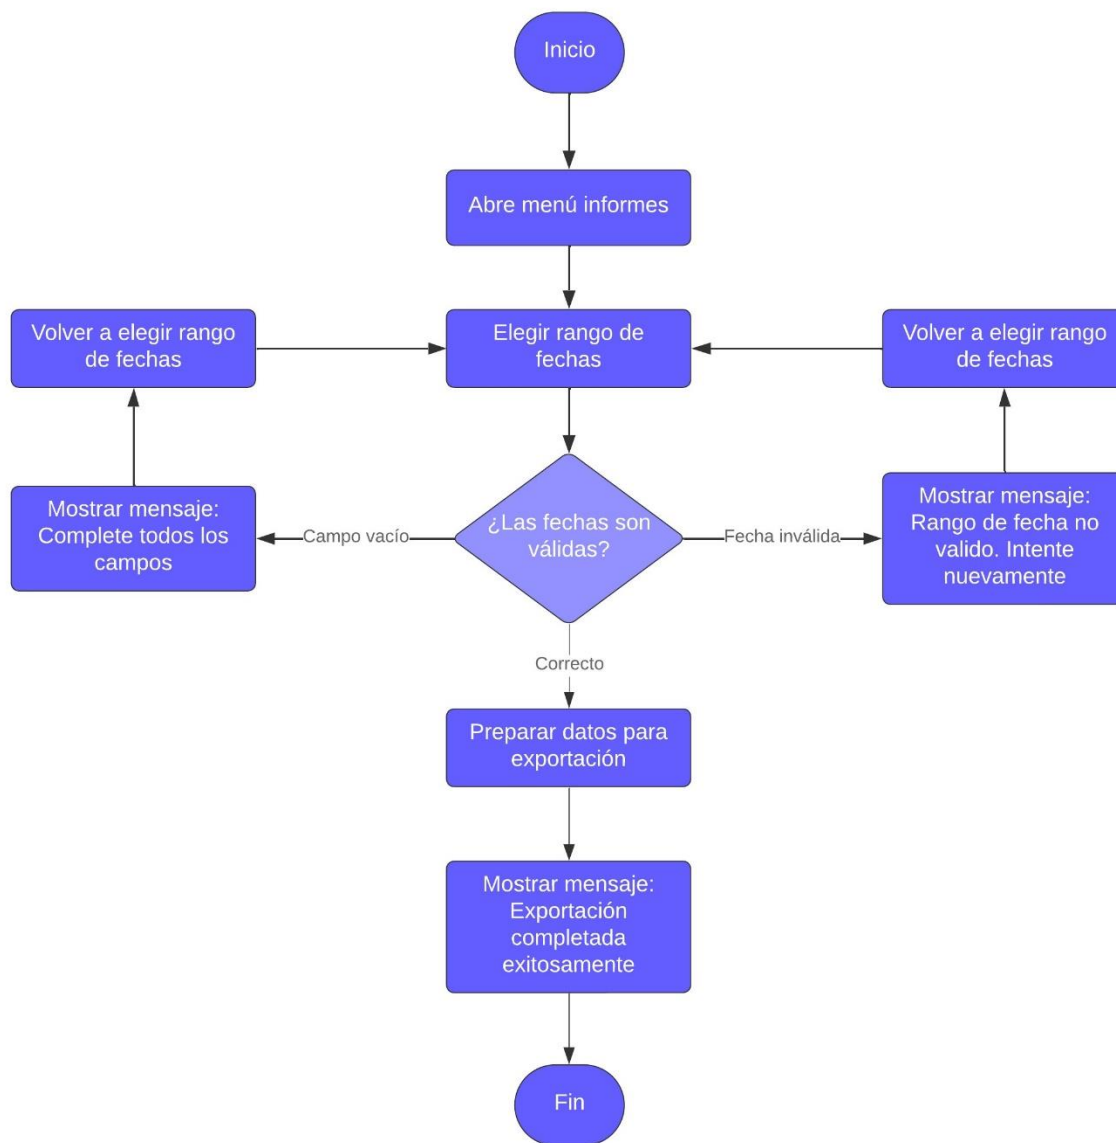 Inicio
Abre menú informes
Volver a elegir rango
de fechas
Elegir rango de
fechas
Volver a elegir rango
de fechas
Mostrar mensaje:
Complete todos los
campos
Campo vacío
¿Las fechas son
válidas?
Fecha inválida
Mostrar mensaje:
Rango de fecha no
valido. Intente
nuevamente
Correcto
Preparar datos para
exportación
Mostrar mensaje:
Exportación
completada
exitosamente
Fin